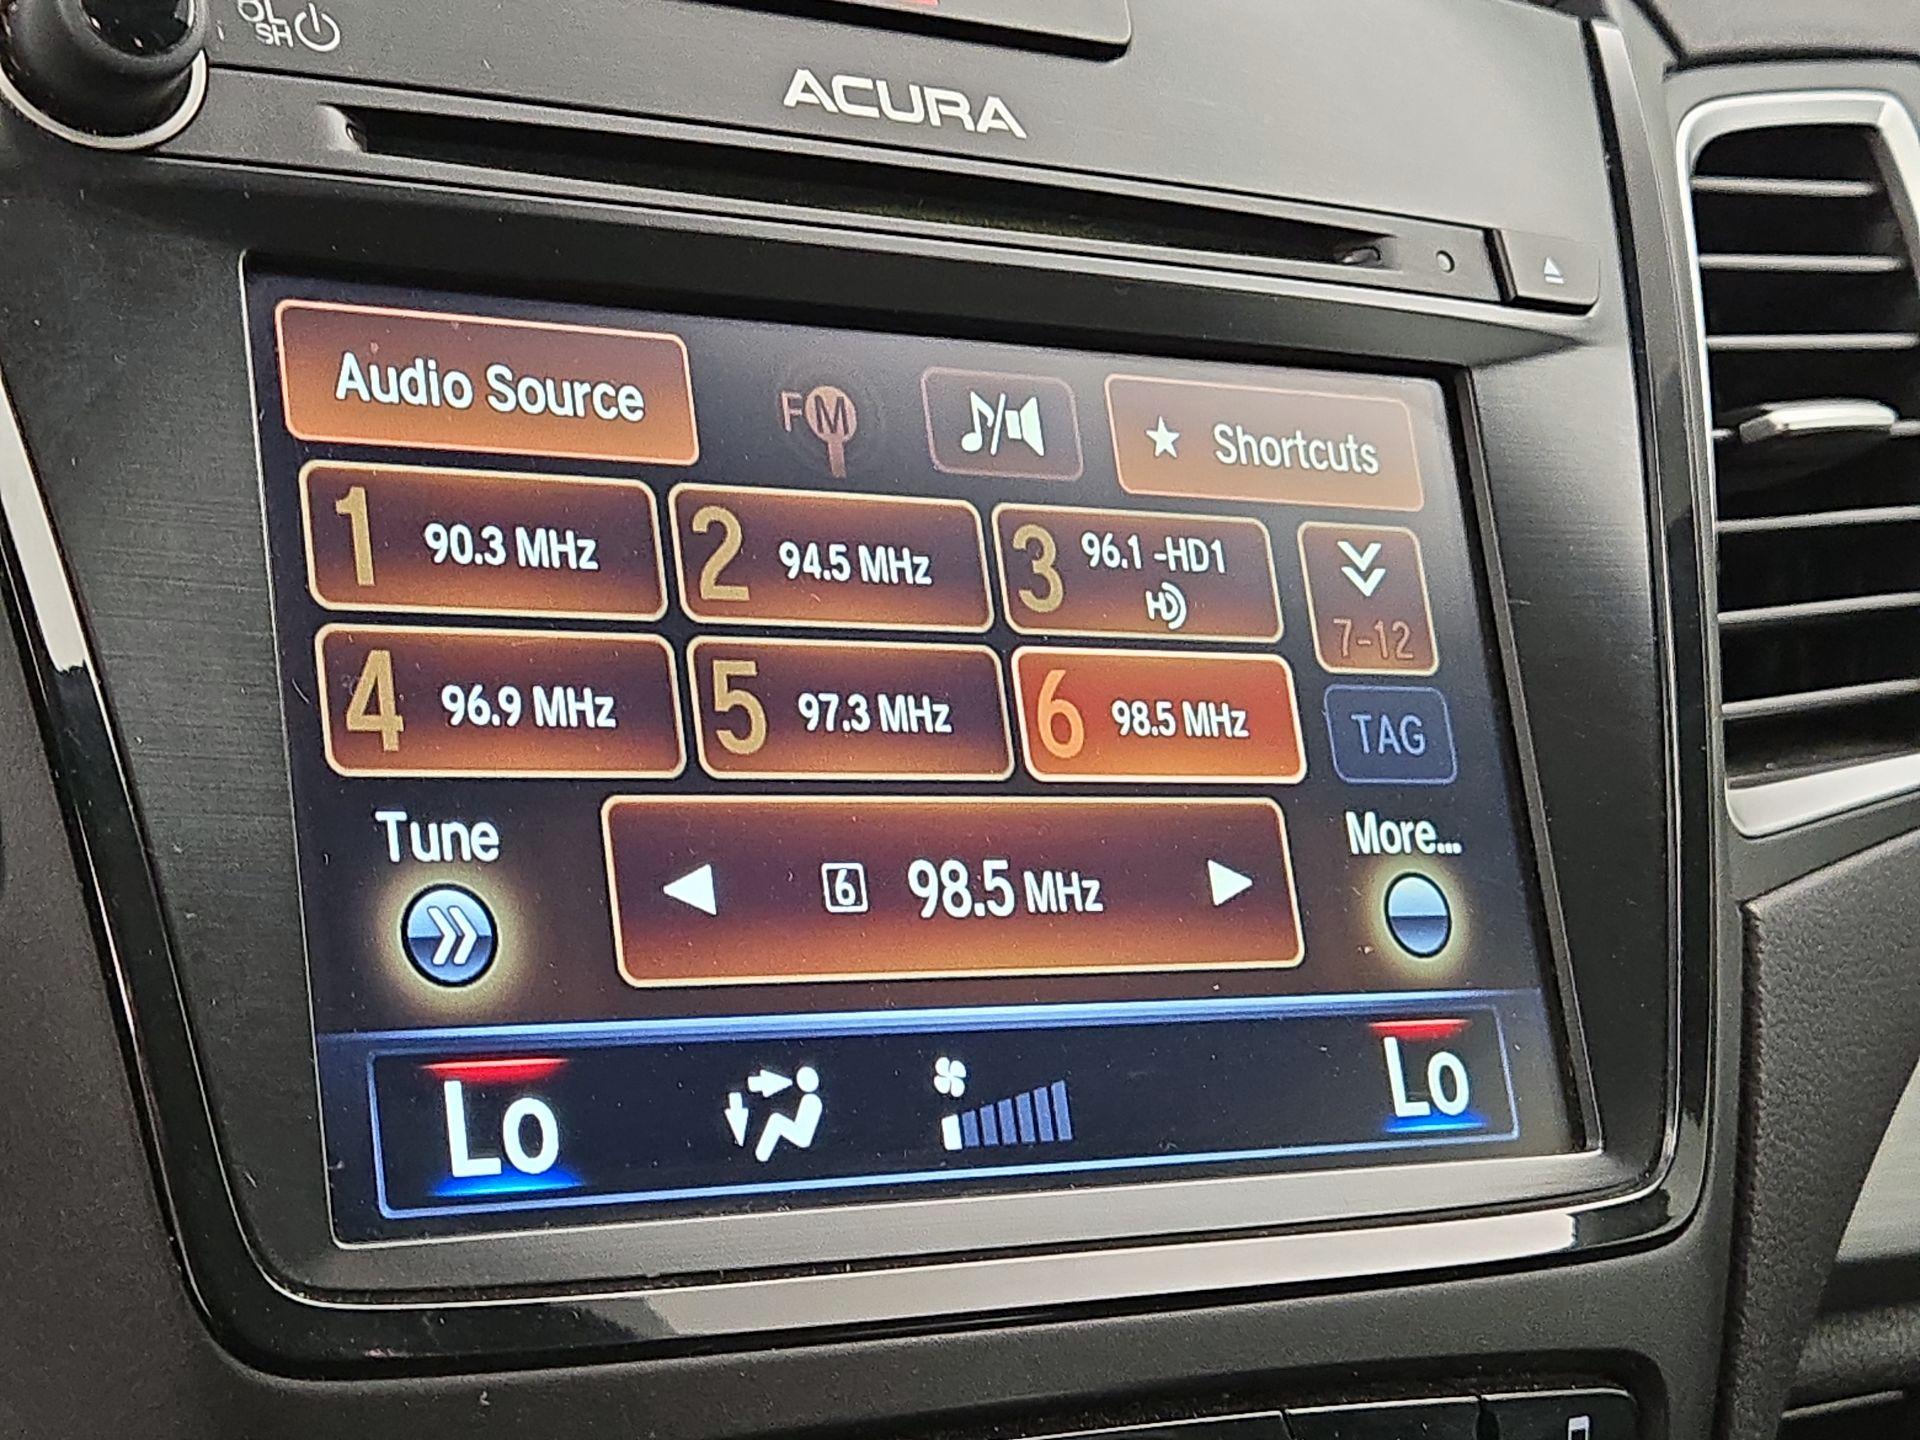 ACURA
Audio Source
FM
Shortcuts
1 90.3 MHz
2 94.5 MHz
3 96.1 -HD1
HD
7-12
4 96.9 MHz
5 97.3 MHz
6 98.5 MHz
TAG
Tune
6 98.5 MHz
More...
Lo
Lo